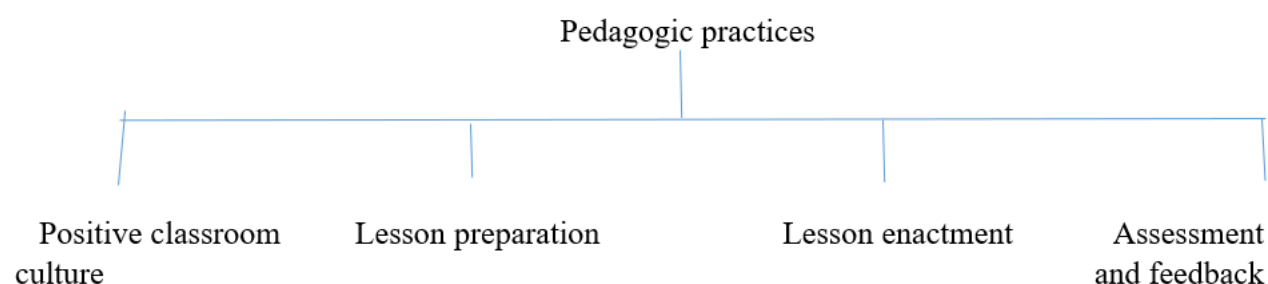 Pedagogic practices
Positive classroom culture
Lesson preparation
Lesson enactment
Assessment and feedback